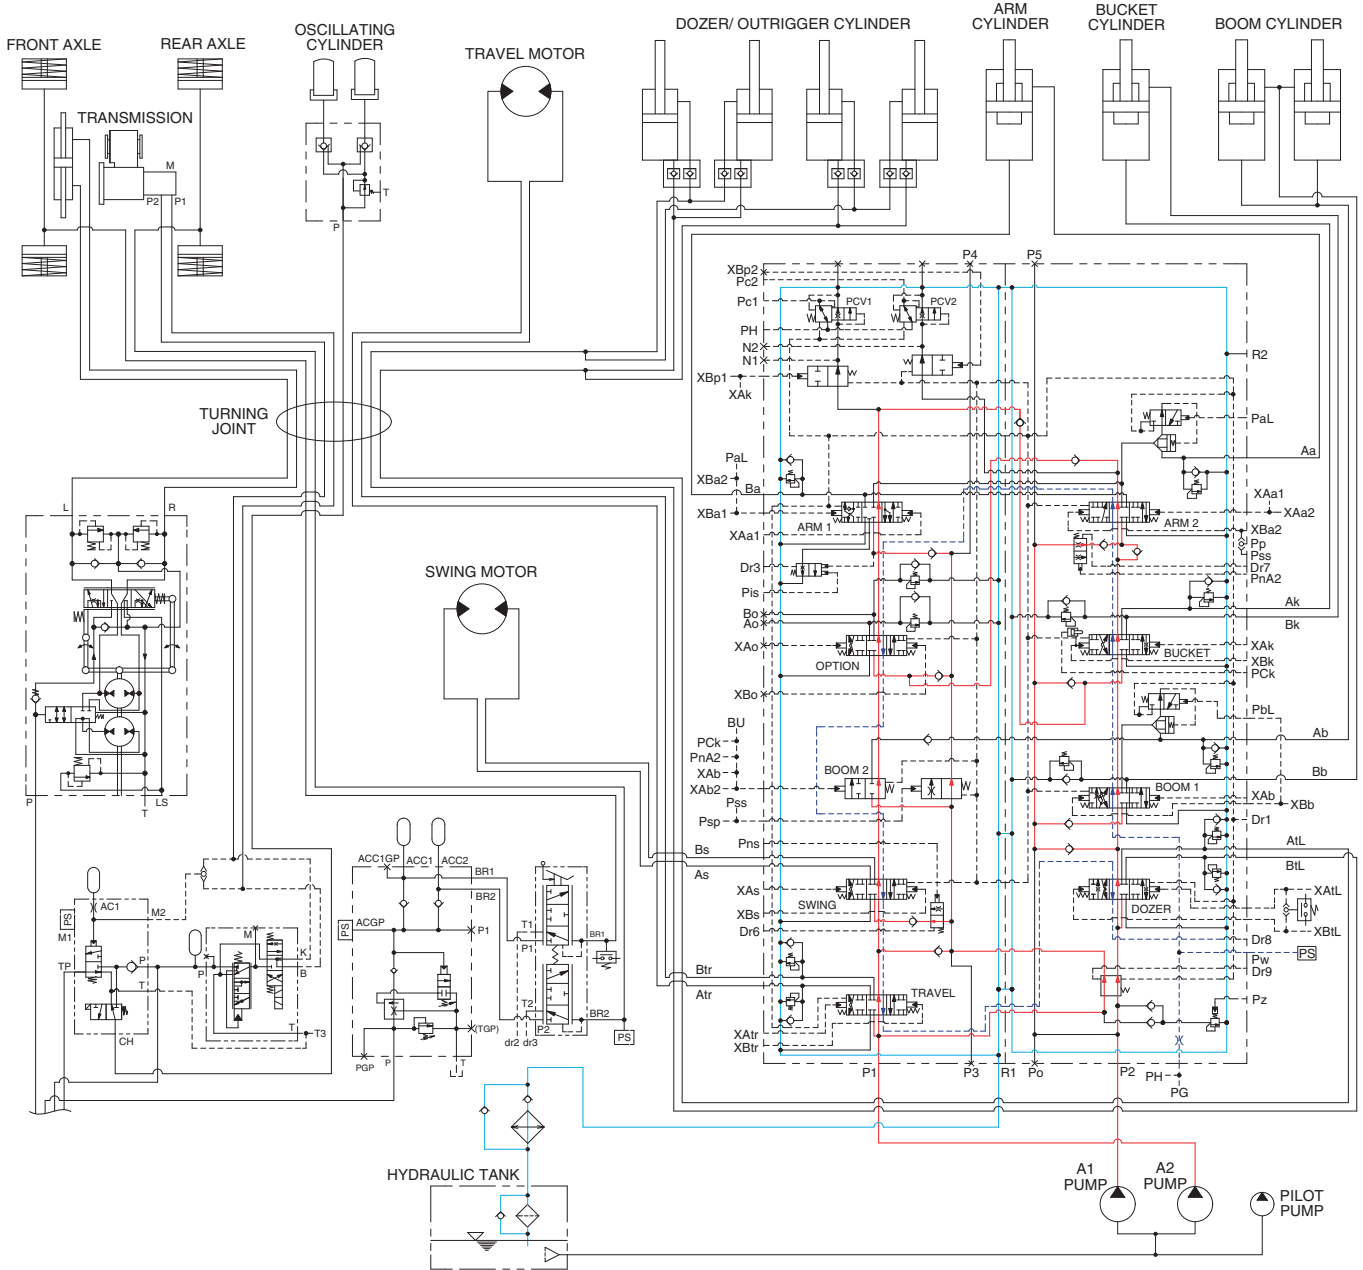 FRONT AXLE
REAR AXLE
OSCILLATING
CYLINDER
TRAVEL MOTOR
DOZER/ OUTRIGGER CYLINDER
ARM
CYLINDER
BUCKET
CYLINDER
BOOM CYLINDER
TRANSMISSION
M
P2
P1
T
P
TURNING
JOINT
SWING MOTOR
L
R
P
T
LS
XBp2
Pc2
Pc1
PH
N2
N1
XBp1
XAk
PaL
XBa2
Ba
XBa1
XAa1
Dr3
Pis
Bo
Ao
XAo
XBo
BU
PCk
PnA2
XAb
XAb2
Pss
Psp
Pns
Bs
As
XAs
XBs
Dr6
Btr
Atr
XAtr
XBtr
P4
P5
PCV1
PCV2
ARM 1
OPTION
BOOM 2
SWING
TRAVEL
ARM 2
BUCKET
BOOM 1
DOZER
R2
PaL
Aa
XAa1
XAa2
XBa2
Pp
Pss
Dr7
PnA2
Ak
Bk
XAk
XBk
PCk
PbL
Ab
Bb
XAb
XBb
Dr1
AtL
BtL
XAtL
XBtL
Dr8
PS
Pw
Dr9
Pz
P1
P3
R1
Po
P2
PH
PG
AC1
PS
M1
M2
TP
P
T
CH
M
P
K
B
T
T3
ACC1GP
ACC1
ACC2
BR1
BR2
PS
ACGP
P1
(TGP)
PGP
P
T
T1
P1
BR1
T2
P2
BR2
dr2
dr3
PS
HYDRAULIC TANK
A1
PUMP
A2
PUMP
PILOT
PUMP